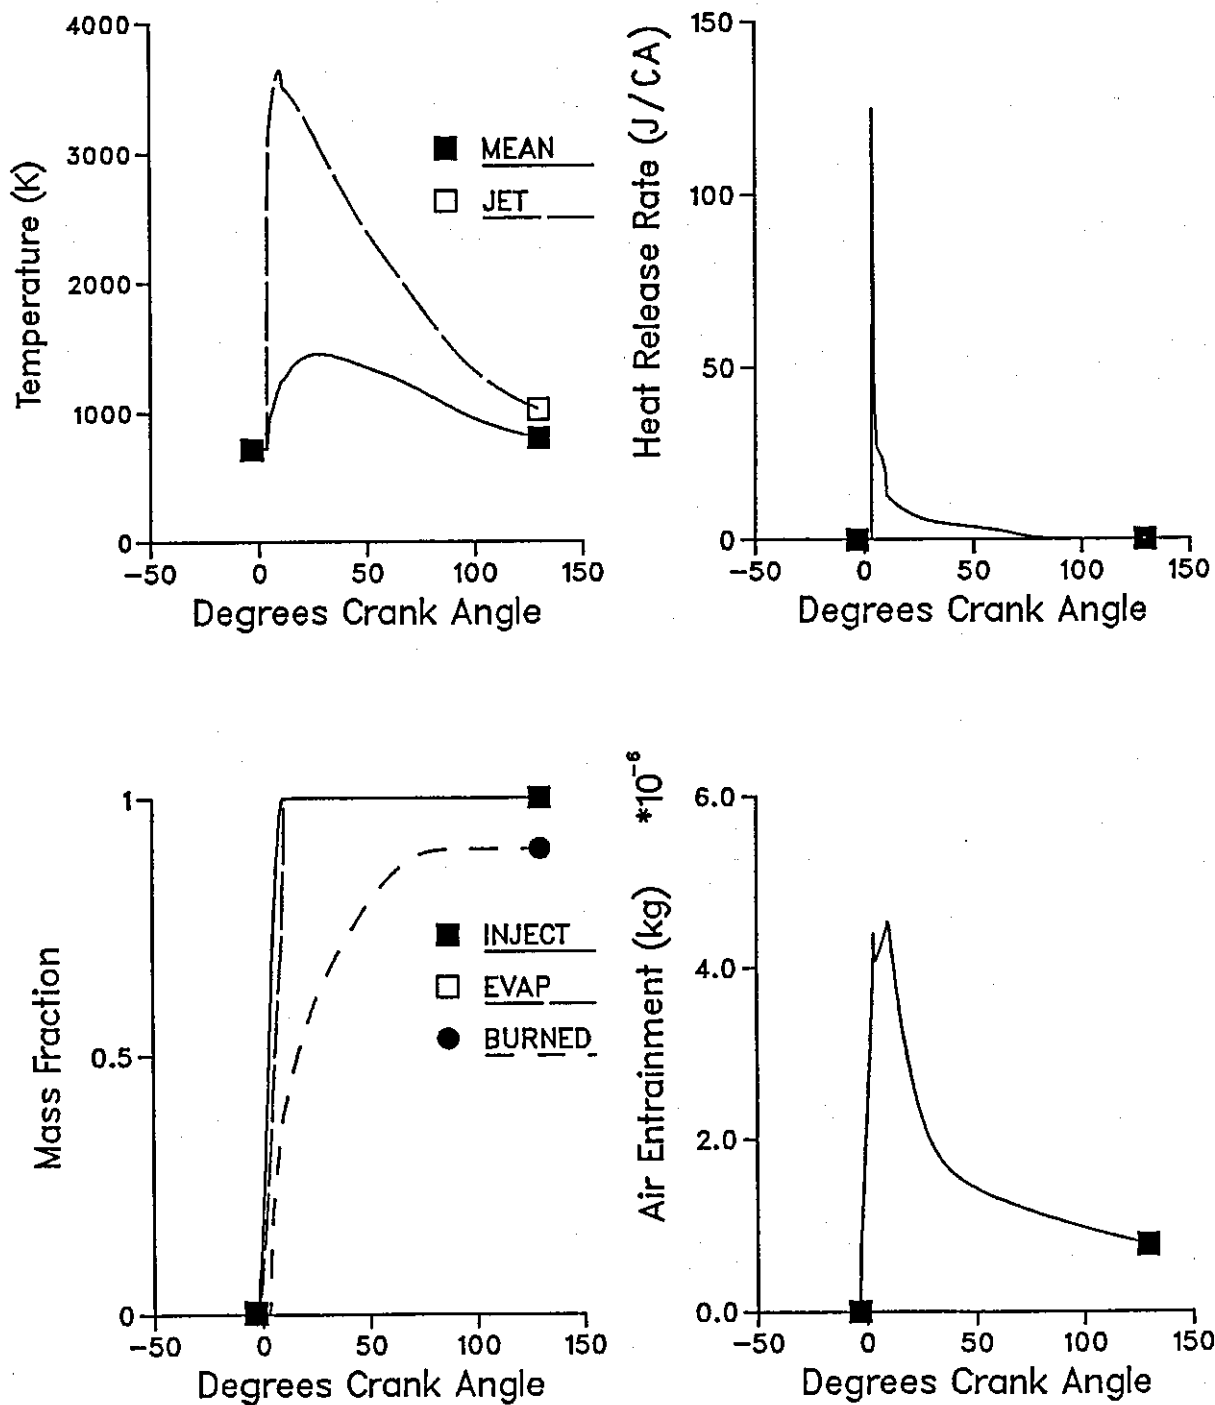 4000
3000
2000
1000
0
Temperature (K)
MEAN
JET
-50 0 50 100 150
Degrees Crank Angle
150
100
50
0
Heat Release Rate (J/CA)
-50 0 50 100 150
Degrees Crank Angle
1
0.5
0
Mass Fraction
INJECT
EVAP
BURNED
-50 0 50 100 150
Degrees Crank Angle
6.0
4.0
2.0
0.0
Air Entrainment (kg) *10-6
-50 0 50 100 150
Degrees Crank Angle